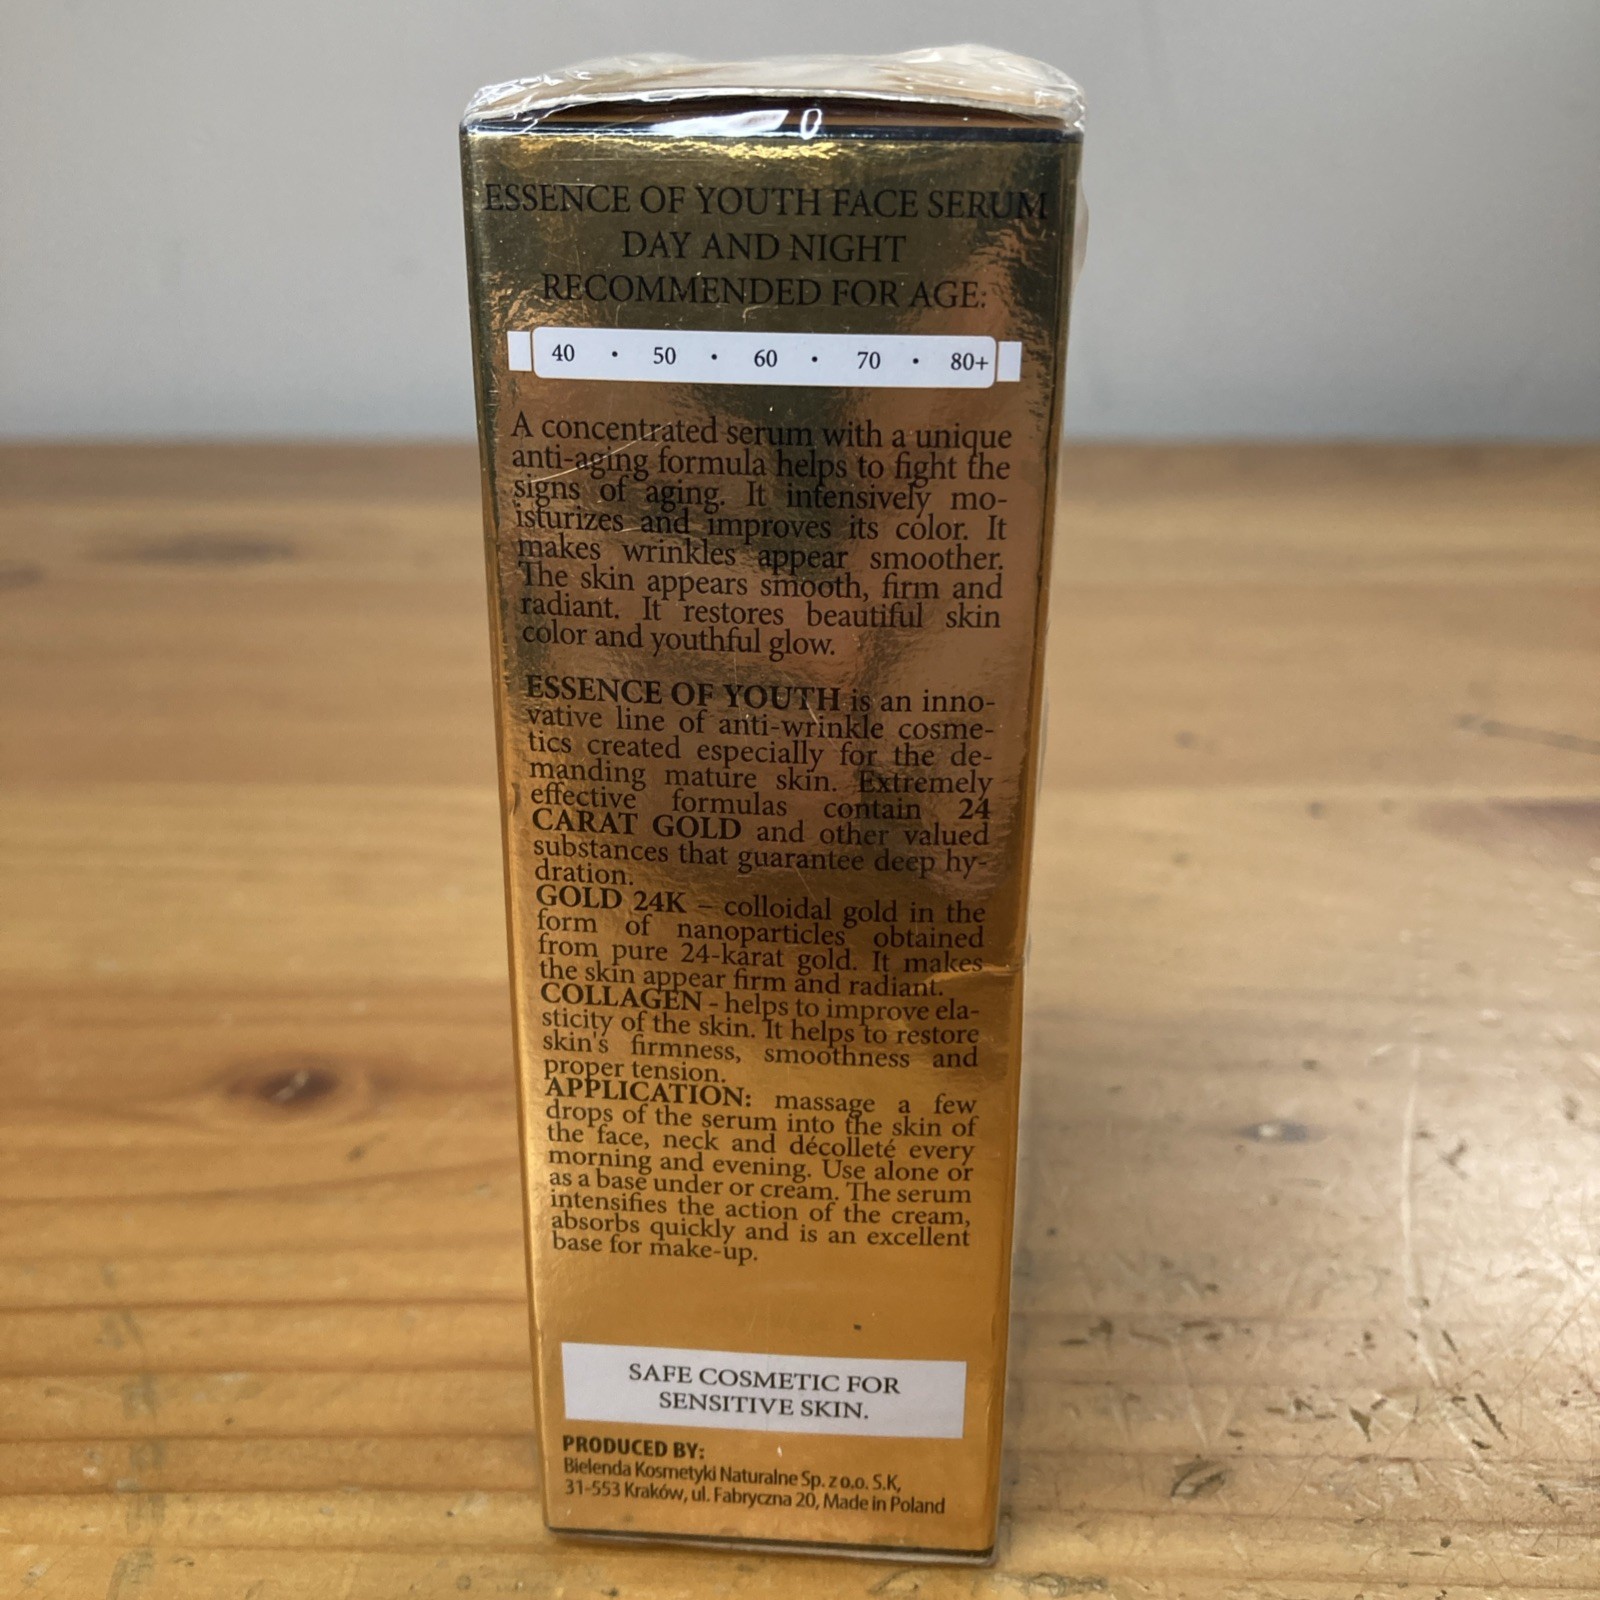 ESSENCE OF YOUTH FACE SERUM
DAY AND NIGHT
RECOMMENDED FOR AGE:
40 • 50 • 60 • 70 • 80+
A concentrated serum with a unique
anti-aging formula helps to fight the
signs of aging. It intensively mo-
isturizes and improves its color. It
makes wrinkles appear smoother.
The skin appears smooth, firm and
radiant. It restores beautiful skin
color and youthful glow.
ESSENCE OF YOUTH is an inno-
vative line of anti-wrinkle cosme-
tics created especially for the de-
manding mature skin. Extremely
effective formulas contain 24
CARAT GOLD and other valued
substances that guarantee deep hy-
dration.
GOLD 24K – colloidal gold in the
form of nanoparticles obtained
from pure 24-karat gold. It makes
the skin appear firm and radiant.
COLLAGEN - helps to improve ela-
sticity of the skin. It helps to restore
skin's firmness, smoothness and
proper tension.
APPLICATION: massage a few
drops of the serum into the skin of
the face, neck and décolleté every
morning and evening. Use alone or
as a base under or cream. The serum
intensifies the action of the cream,
absorbs quickly and is an excellent
base for make-up.
SAFE COSMETIC FOR
SENSITIVE SKIN.
PRODUCED BY:
Bielenda Kosmetyki Naturalne Sp. z o.o. S.K,
31-553 Kraków, ul. Fabryczna 20, Made in Poland